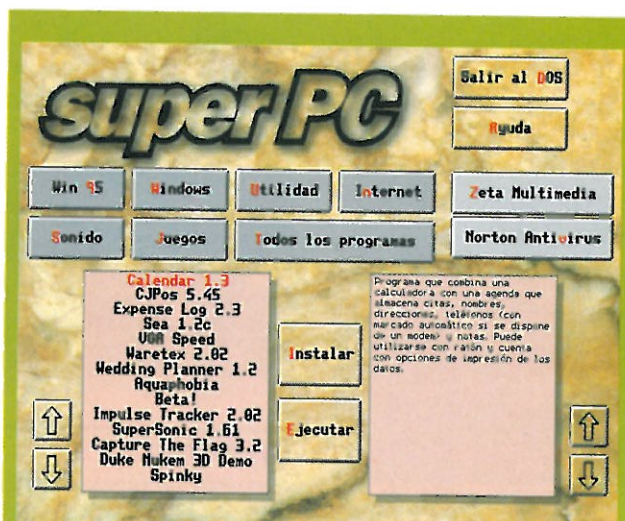 super PC
Salir al DOS
Ayuda
Win 95
Windows
Utilidad
Internet
Zeta Multimedia
Sonido
Juegos
Todos los programas
Norton Antivirus
Calendar 1.3
CJPos 5.45
Expense Log 2.3
Sea 1.2c
VGA Speed
Waretex 2.02
Wedding Planner 1.2
Aquaphobia
Beta!
Impulse Tracker 2.02
SuperSonic 1.61
Capture The Flag 3.2
Duke Nukem 3D Demo
Spinky
Instalar
Ejecutar
Programa que combina una
calculadora con una agenda que
almacena citas, nombres,
direcciones, teléfonos (con
marcado automático si se dispone
de un modem) y notas. Puede
utilizarse con ratón y cuenta
con opciones de impresión de los
datos.